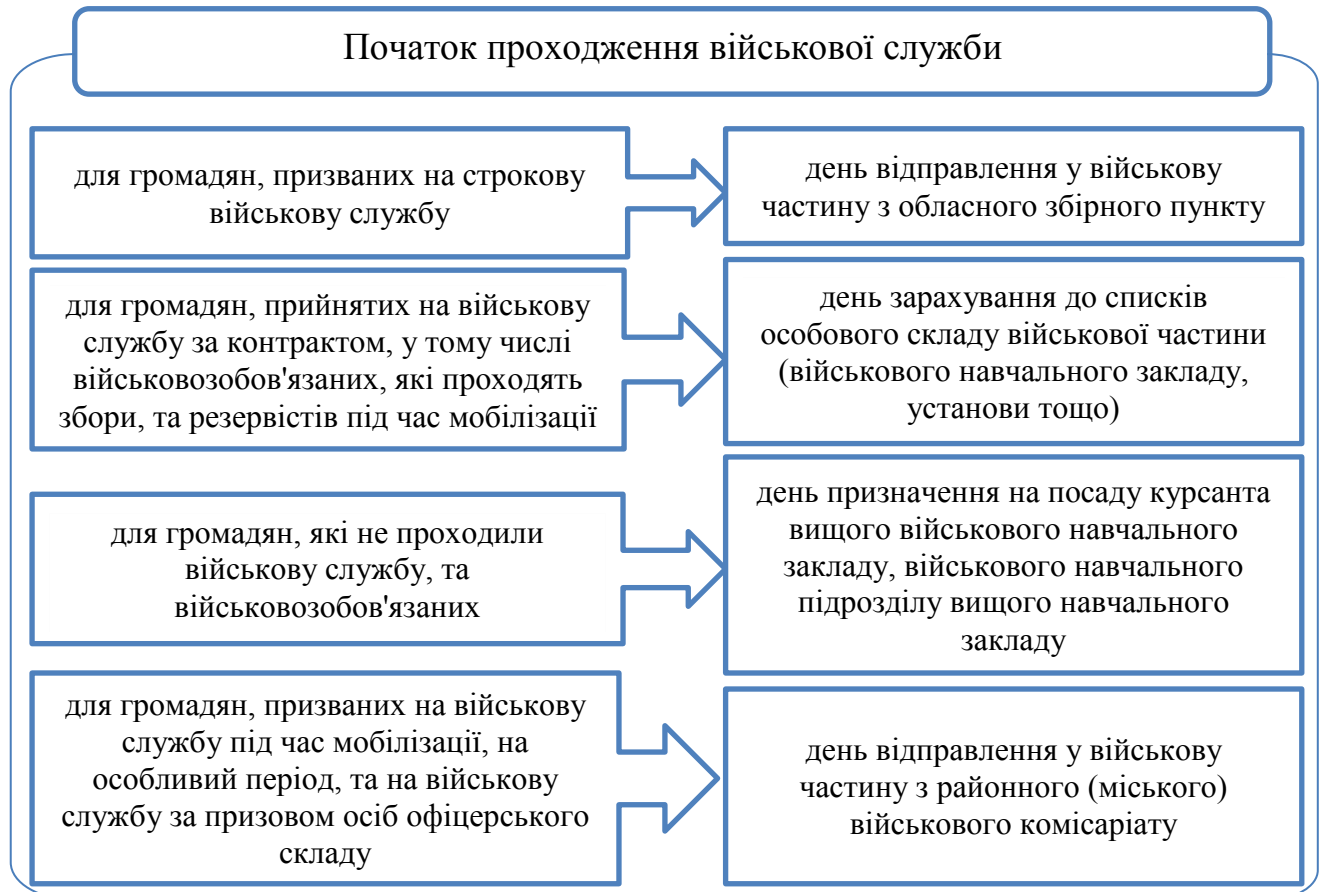 Початок проходження військової служби
для громадян, призваних на строкову
військову службу
день відправлення у військову
частину з обласного збірного пункту
для громадян, прийнятих на військову
службу за контрактом, у тому числі
військовозобов'язаних, які проходять
збори, та резервістів під час мобілізації
день зарахування до списків
особового складу військової частини
(військового навчального закладу,
установи тощо)
для громадян, які не проходили
військову службу, та
військовозобов'язаних
день призначення на посаду курсанта
вищого військового навчального
закладу, військового навчального
підрозділу вищого навчального
закладу
для громадян, призваних на військову
службу під час мобілізації, на
особливий період, та на військову
службу за призовом осіб офіцерського
складу
день відправлення у військову
частину з районного (міського)
військового комісаріату